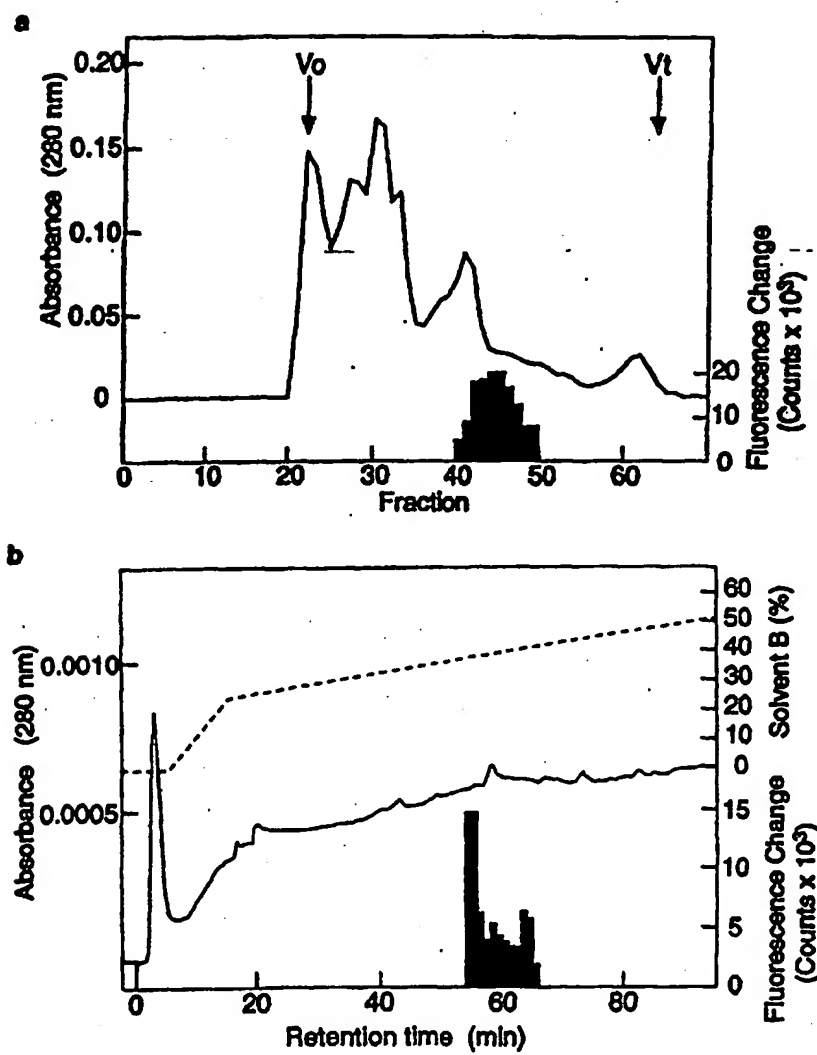 a
Absorbance (280 nm)
0.20
0.15
0.10
0.05
0
Vo
Vt
Fluorescence Change
(Counts x 10³)
20
10
0
0 10 20 30 40 50 60
Fraction
b
Absorbance (280 nm)
0.0010
0.0005
Solvent B (%)
60
50
40
30
20
10
0
Fluorescence Change
(Counts x 10³)
15
10
5
0
0 20 40 60 80
Retention time (min)